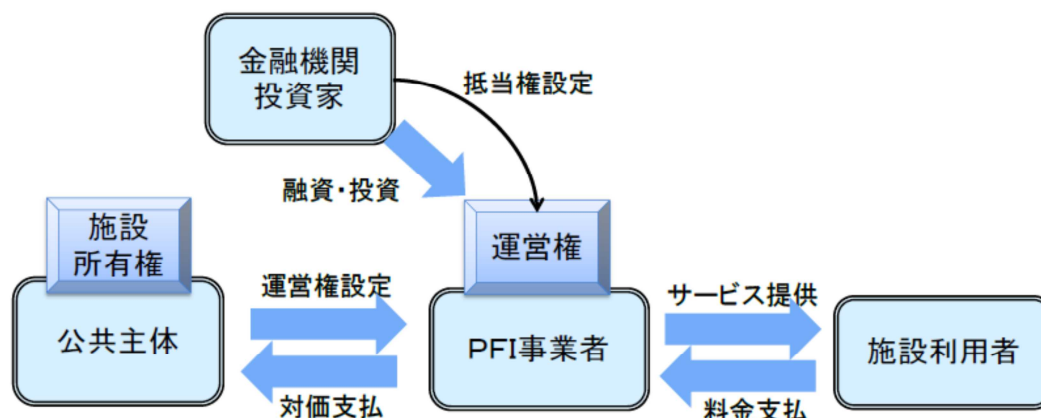 金融機関
投資家
抵当権設定
融資・投資
施設
所有権
運営権
運営権設定
サービス提供
公共主体
PFI事業者
施設利用者
対価支払
料金支払